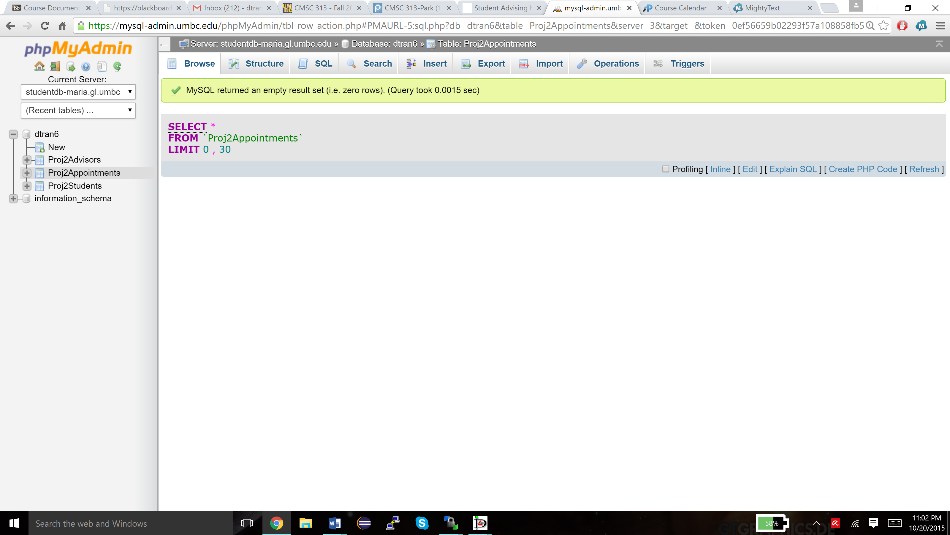 Course Documen
https://blackboard
Inbox (212) - dtra
CMSC 313 - Fall 20
CMSC 313-Park (1
Student Advising I
mysql-admin.umbc
Course Calendar
MightyText
https://mysql-admin.umbc.edu/phpMyAdmin/tbl_row_action.php#PMAURL-5:sql.php?db=dtran6&table=Proj2Appointments&server=3&target=&token=0ef56659b02293f57a108858fb5
phpMyAdmin
Server: studentdb-maria.gl.umbc.edu » Database: dtran6 » Table: Proj2Appointments
Browse Structure SQL Search Insert Export Import Operations Triggers
Current Server:
studentdb-maria.gl.umbc
(Recent tables) ...
dtran6
New
Proj2Advisors
Proj2Appointments
Proj2Students
information_schema
MySQL returned an empty result set (i.e. zero rows). (Query took 0.0015 sec)
SELECT *
FROM `Proj2Appointments`
LIMIT 0 , 30
Profiling [ Inline ] [ Edit ] [ Explain SQL ] [ Create PHP Code ] [ Refresh ]
Search the web and Windows
11:02 PM
10/20/2015